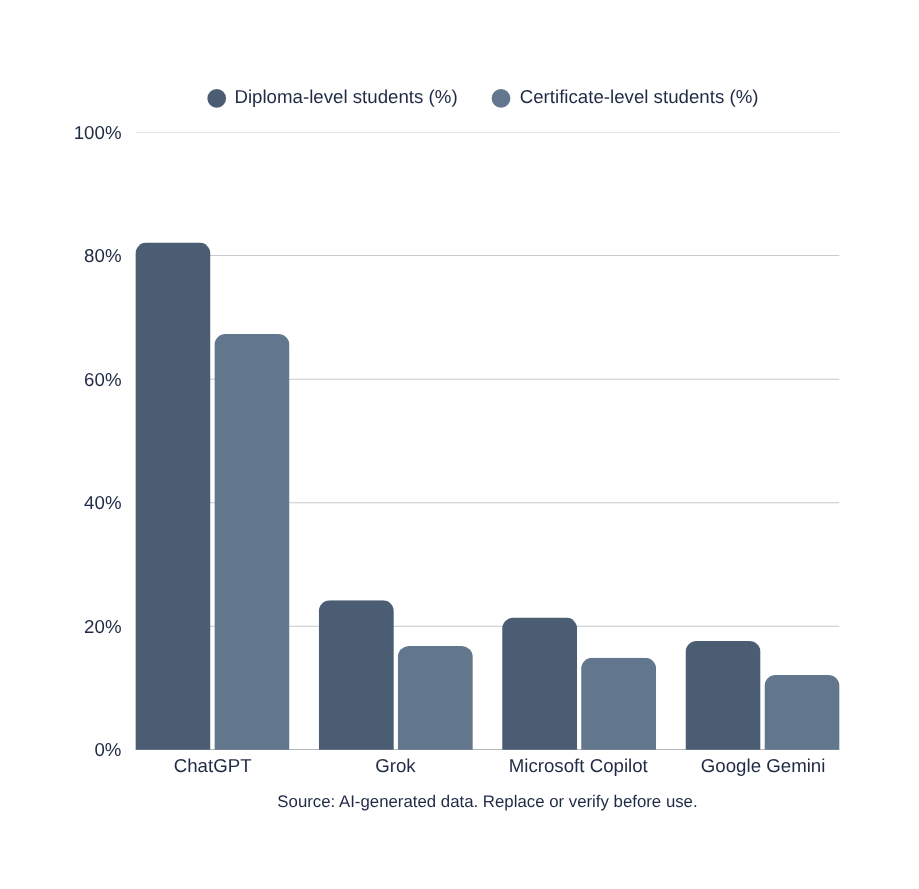 Diploma-level students (%) Certificate-level students (%)
100%
80%
60%
40%
20%
0%
ChatGPT Grok Microsoft Copilot Google Gemini
Source: AI-generated data. Replace or verify before use.